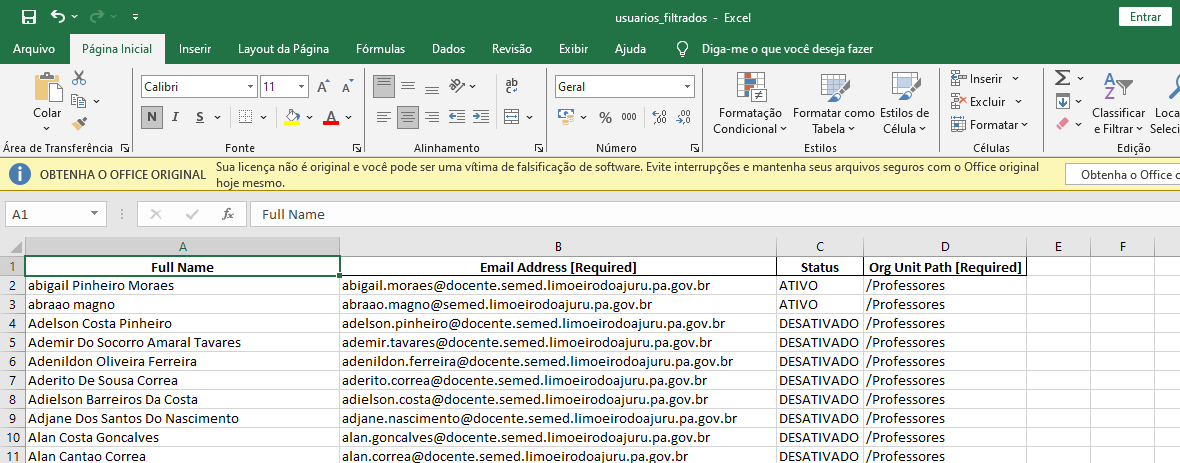 usuarios_filtrados - Excel
Entrar
Arquivo Página Inicial Inserir Layout da Página Fórmulas Dados Revisão Exibir Ajuda Diga-me o que você deseja fazer
Colar
Área de Transferência
Calibri 11
N I S
Fonte
Alinhamento
Geral
% 000
Número
Formatação Condicional
Formatar como Tabela
Estilos de Célula
Estilos
Inserir
Excluir
Formatar
Células
Classificar e Filtrar
Edição
OBTENHA O OFFICE ORIGINAL Sua licença não é original e você pode ser uma vítima de falsificação de software. Evite interrupções e mantenha seus arquivos seguros com o Office original
hoje mesmo.
Obtenha o Office
A1 fx Full Name
A B C D E F
1 Full Name Email Address [Required] Status Org Unit Path [Required]
2 abigail Pinheiro Moraes abigail.moraes@docente.semed.limoeirodoajuru.pa.gov.br ATIVO /Professores
3 abraao magno abraao.magno@semed.limoeirodoajuru.pa.gov.br ATIVO /Professores
4 Adelson Costa Pinheiro adelson.pinheiro@docente.semed.limoeirodoajuru.pa.gov.br DESATIVADO /Professores
5 Ademir Do Socorro Amaral Tavares ademir.tavares@docente.semed.limoeirodoajuru.pa.gov.br DESATIVADO /Professores
6 Adenildon Oliveira Ferreira adenildon.ferreira@docente.semed.limoeirodoajuru.pa.gov.br DESATIVADO /Professores
7 Aderito De Sousa Correa aderito.correa@docente.semed.limoeirodoajuru.pa.gov.br DESATIVADO /Professores
8 Adielson Barreiros Da Costa adielson.costa@docente.semed.limoeirodoajuru.pa.gov.br DESATIVADO /Professores
9 Adjane Dos Santos Do Nascimento adjane.nascimento@docente.semed.limoeirodoajuru.pa.gov.br DESATIVADO /Professores
10 Alan Costa Goncalves alan.goncalves@docente.semed.limoeirodoajuru.pa.gov.br DESATIVADO /Professores
11 Alan Cantao Correa alan.correa@docente.semed.limoeirodoajuru.pa.gov.br DESATIVADO /Professores